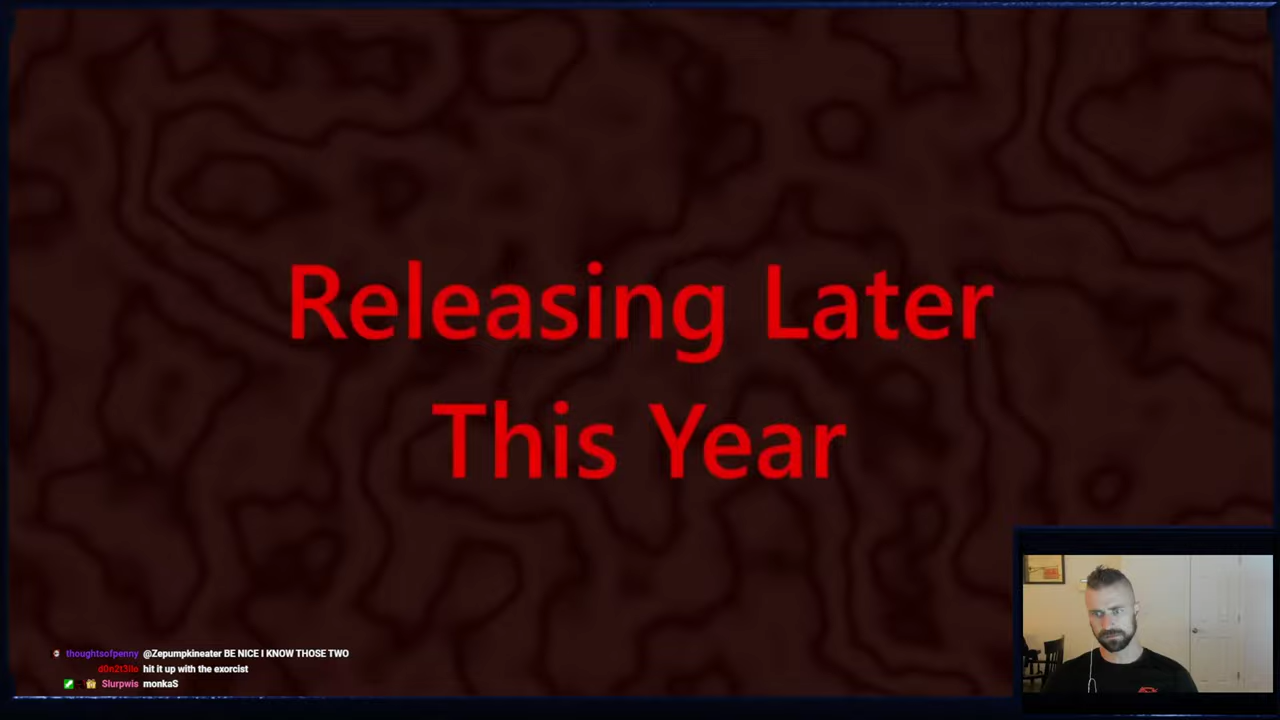 Releasing Later
This Year
thoughtsofpenny @Zepumpkineater BE NICE I KNOW THOSE TWO
hit it up with the exorcist
Slurpwis monkaS